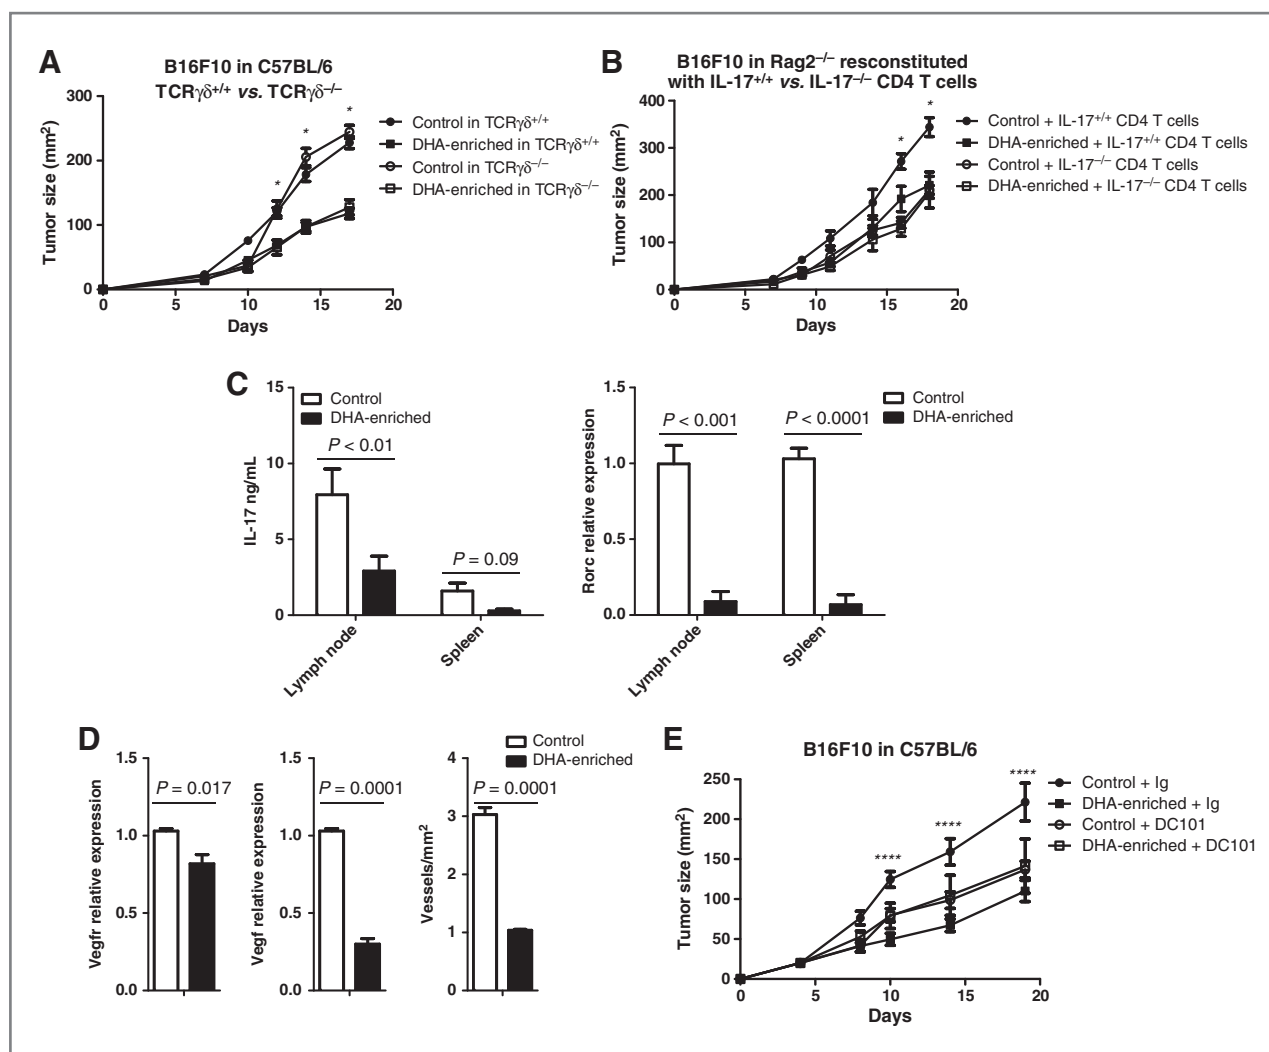 A
B16F10 in C57BL/6
TCRγδ+/+ vs. TCRγδ–/–
Tumor size (mm2)
300
200
100
0
0
5
10
15
20
Days
*
*
*
Control in TCRγδ+/+
DHA-enriched in TCRγδ+/+
Control in TCRγδ–/–
DHA-enriched in TCRγδ–/–
B
B16F10 in Rag2–/– resconstituted
with IL-17+/+ vs. IL-17–/– CD4 T cells
Tumor size (mm2)
400
300
200
100
0
0
5
10
15
20
Days
*
*
Control + IL-17+/+ CD4 T cells
DHA-enriched + IL-17+/+ CD4 T cells
Control + IL-17–/– CD4 T cells
DHA-enriched + IL-17–/– CD4 T cells
C
IL-17 ng/mL
15
10
5
0
Control
DHA-enriched
P < 0.01
P = 0.09
Lymph node
Spleen
Rorc relative expression
1.5
1.0
0.5
0.0
P < 0.001
P < 0.0001
Control
DHA-enriched
Lymph node
Spleen
D
Vegfr relative expression
1.5
1.0
0.5
0.0
P = 0.017
Vegf relative expression
1.5
1.0
0.5
0.0
P = 0.0001
Vessels/mm2
4
3
2
1
0
P = 0.0001
Control
DHA-enriched
E
B16F10 in C57BL/6
Tumor size (mm2)
250
200
150
100
50
0
0
5
10
15
20
Days
****
****
****
Control + Ig
DHA-enriched + Ig
Control + DC101
DHA-enriched + DC101